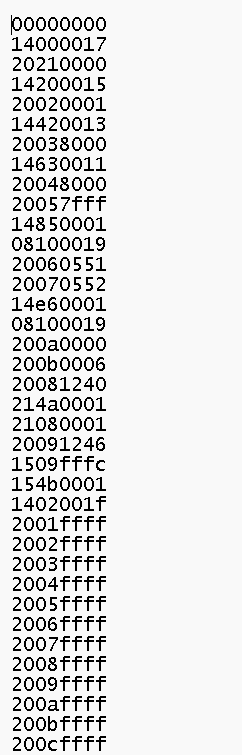 00000000
14000017
20210000
14200015
20020001
14420013
20038000
14630011
20048000
20057fff
14850001
08100019
20060551
20070552
14e60001
08100019
200a0000
200b0006
20081240
214a0001
21080001
20091246
1509fffc
154b0001
1402001f
2001ffff
2002ffff
2003ffff
2004ffff
2005ffff
2006ffff
2007ffff
2008ffff
2009ffff
200affff
200bffff
200cffff